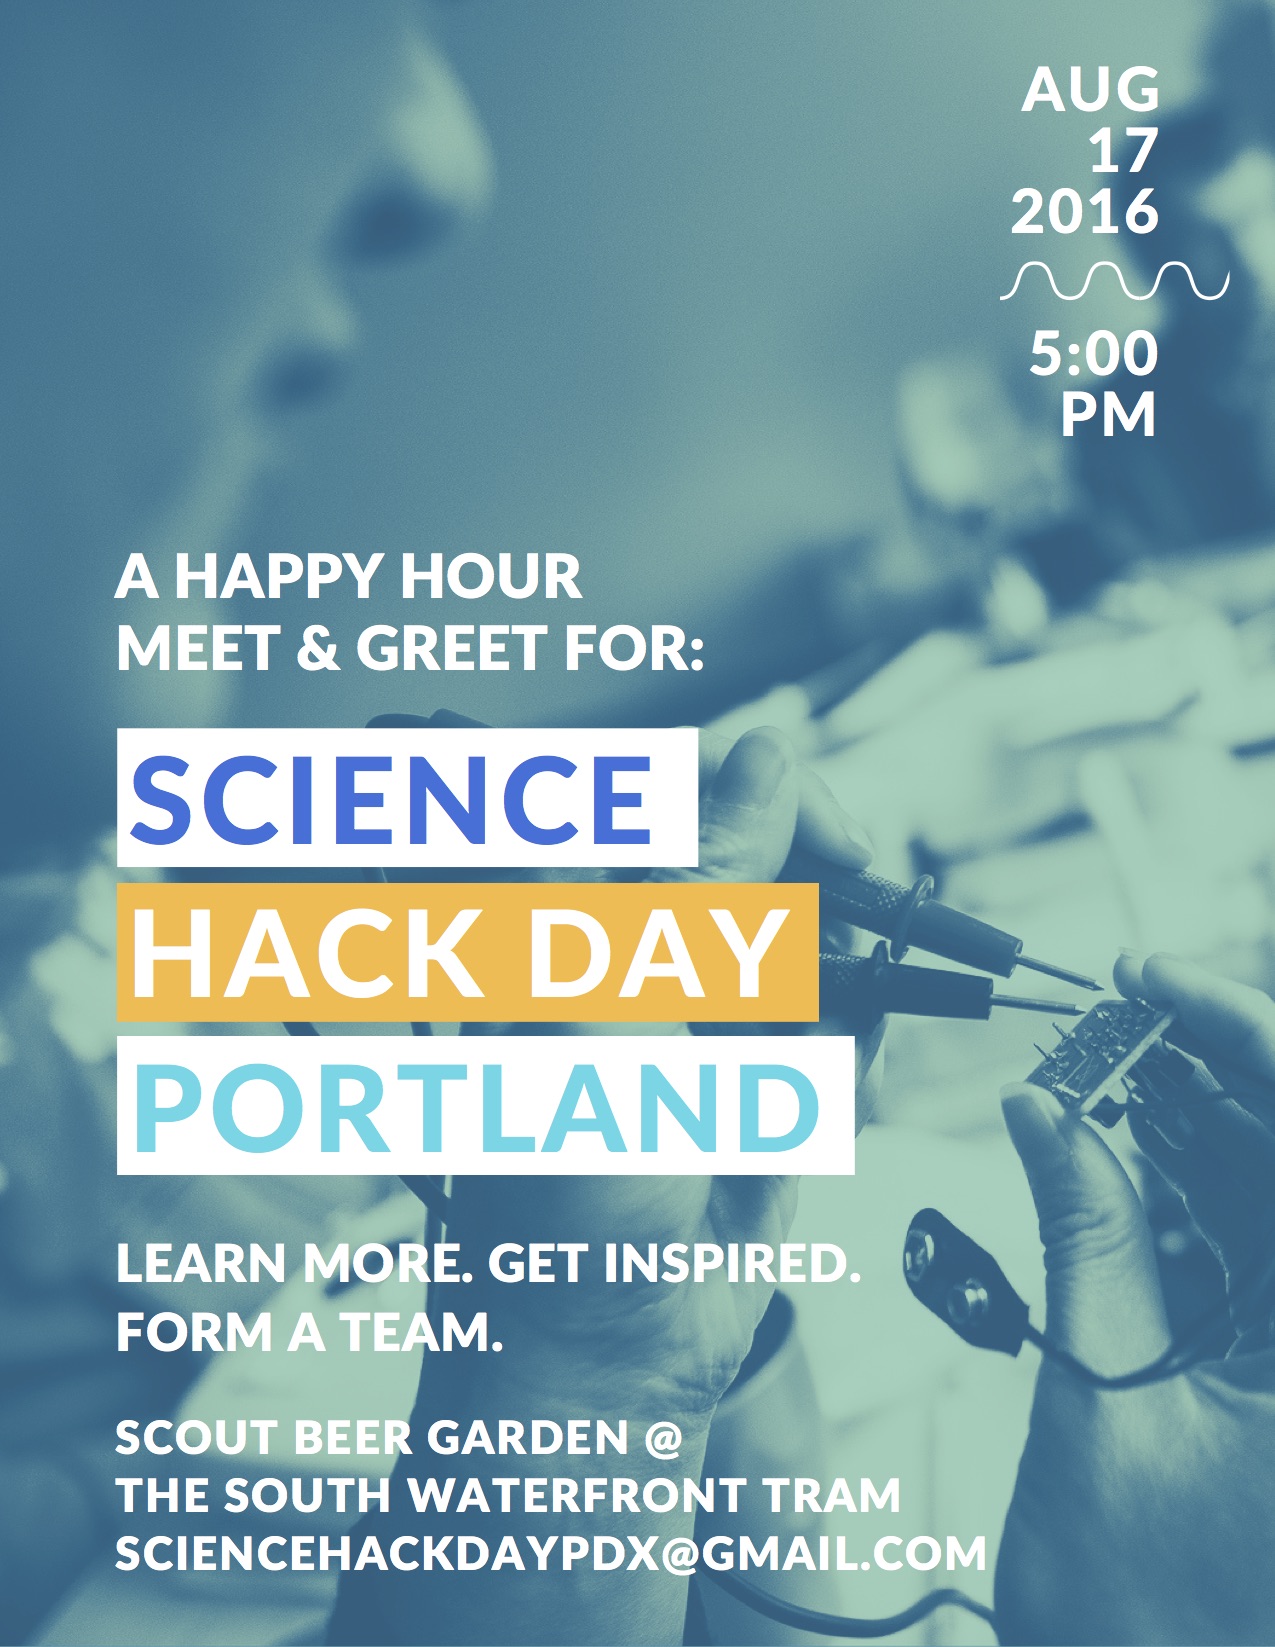 AUG
17
2016
5:00
PM
A HAPPY HOUR
MEET & GREET FOR:
SCIENCE
HACK DAY
PORTLAND
LEARN MORE. GET INSPIRED.
FORM A TEAM.
SCOUT BEER GARDEN @
THE SOUTH WATERFRONT TRAM
SCIENCEHACKDAYPDX@GMAIL.COM